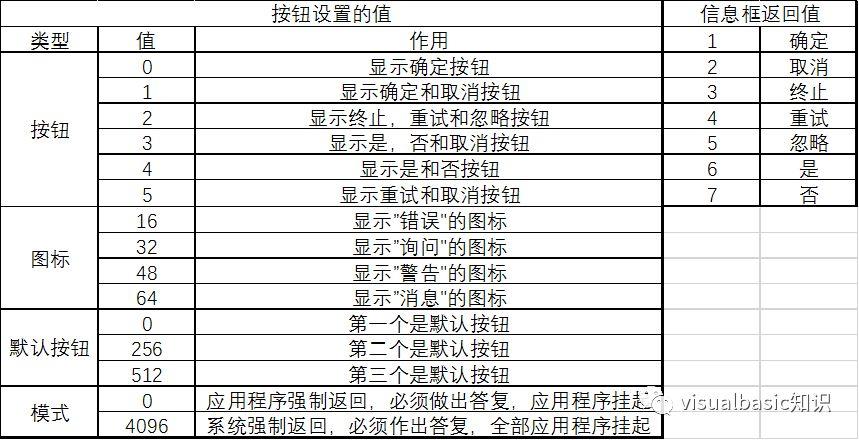 按钮设置的值 信息框返回值
类型 值 作用 1 确定
按钮 0 显示确定按钮 2 取消
1 显示确定和取消按钮 3 终止
2 显示终止，重试和忽略按钮 4 重试
3 显示是，否和取消按钮 5 忽略
4 显示是和否按钮 6 是
5 显示重试和取消按钮 7 否
图标 16 显示"错误"的图标
32 显示"询问"的图标
48 显示"警告"的图标
64 显示"消息"的图标
默认按钮 0 第一个是默认按钮
256 第二个是默认按钮
512 第三个是默认按钮
模式 0 应用程序强制返回，必须做出答复，应用程序挂起
4096 系统强制返回，必须作出答复，全部应用程序挂起
visualbasic知识